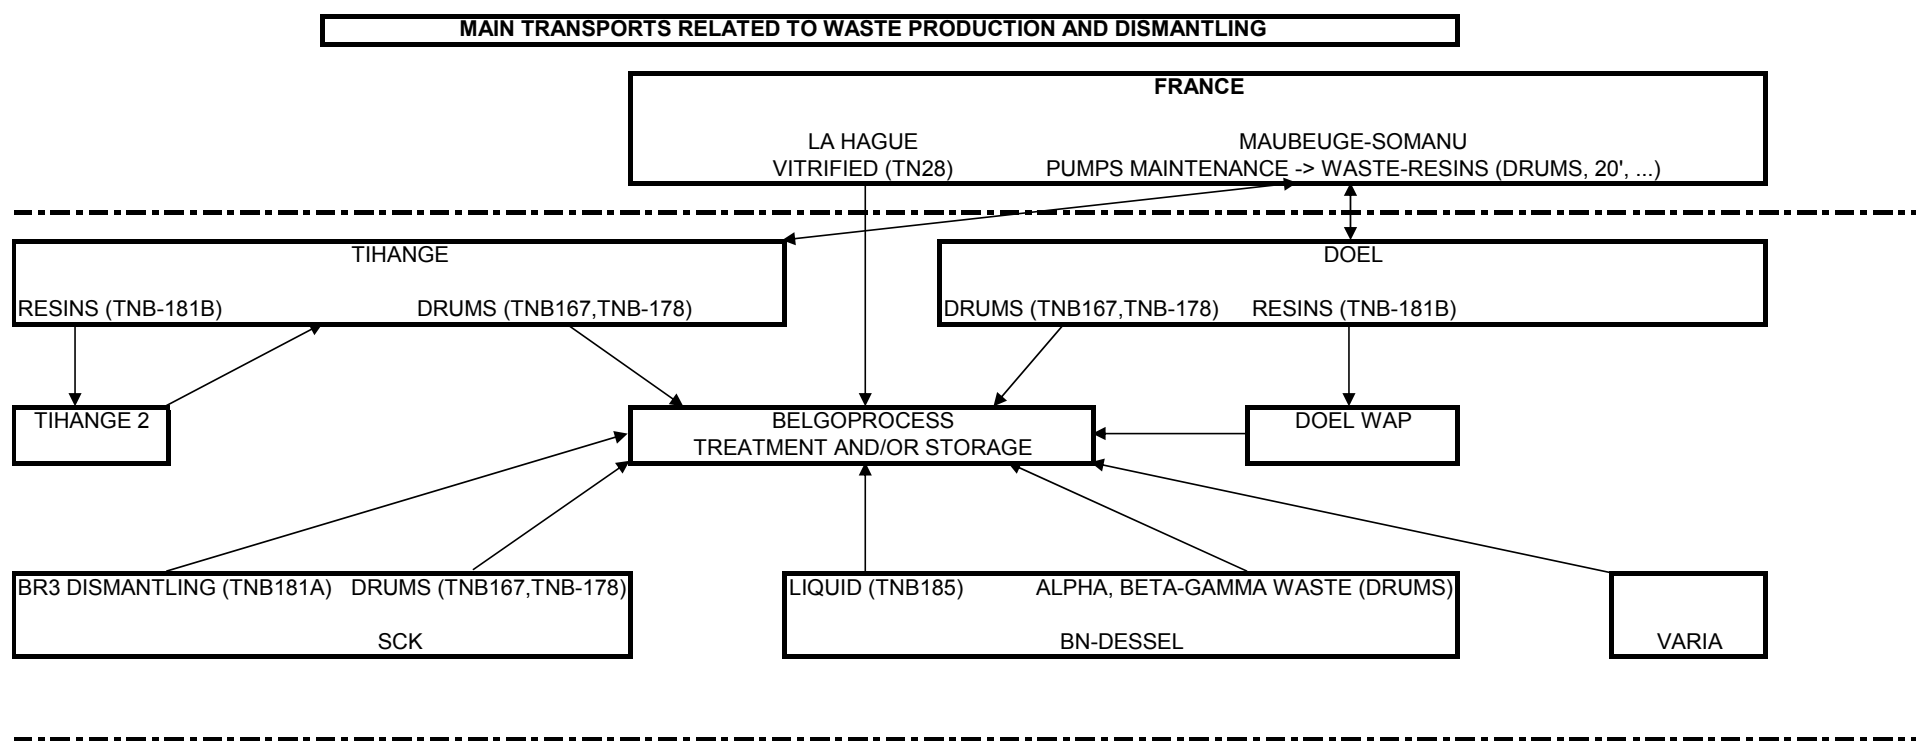 MAIN TRANSPORTS RELATED TO WASTE PRODUCTION AND DISMANTLING
FRANCE
LA HAGUE
VITRIFIED (TN28)
MAUBEUGE-SOMANU
PUMPS MAINTENANCE -> WASTE-RESINS (DRUMS, 20', ...)
TIHANGE
RESINS (TNB-181B)
DRUMS (TNB167,TNB-178)
DOEL
DRUMS (TNB167,TNB-178)
RESINS (TNB-181B)
TIHANGE 2
BELGOPROCESS
TREATMENT AND/OR STORAGE
DOEL WAP
BR3 DISMANTLING (TNB181A)
DRUMS (TNB167,TNB-178)
SCK
LIQUID (TNB185)
ALPHA, BETA-GAMMA WASTE (DRUMS)
BN-DESSEL
VARIA